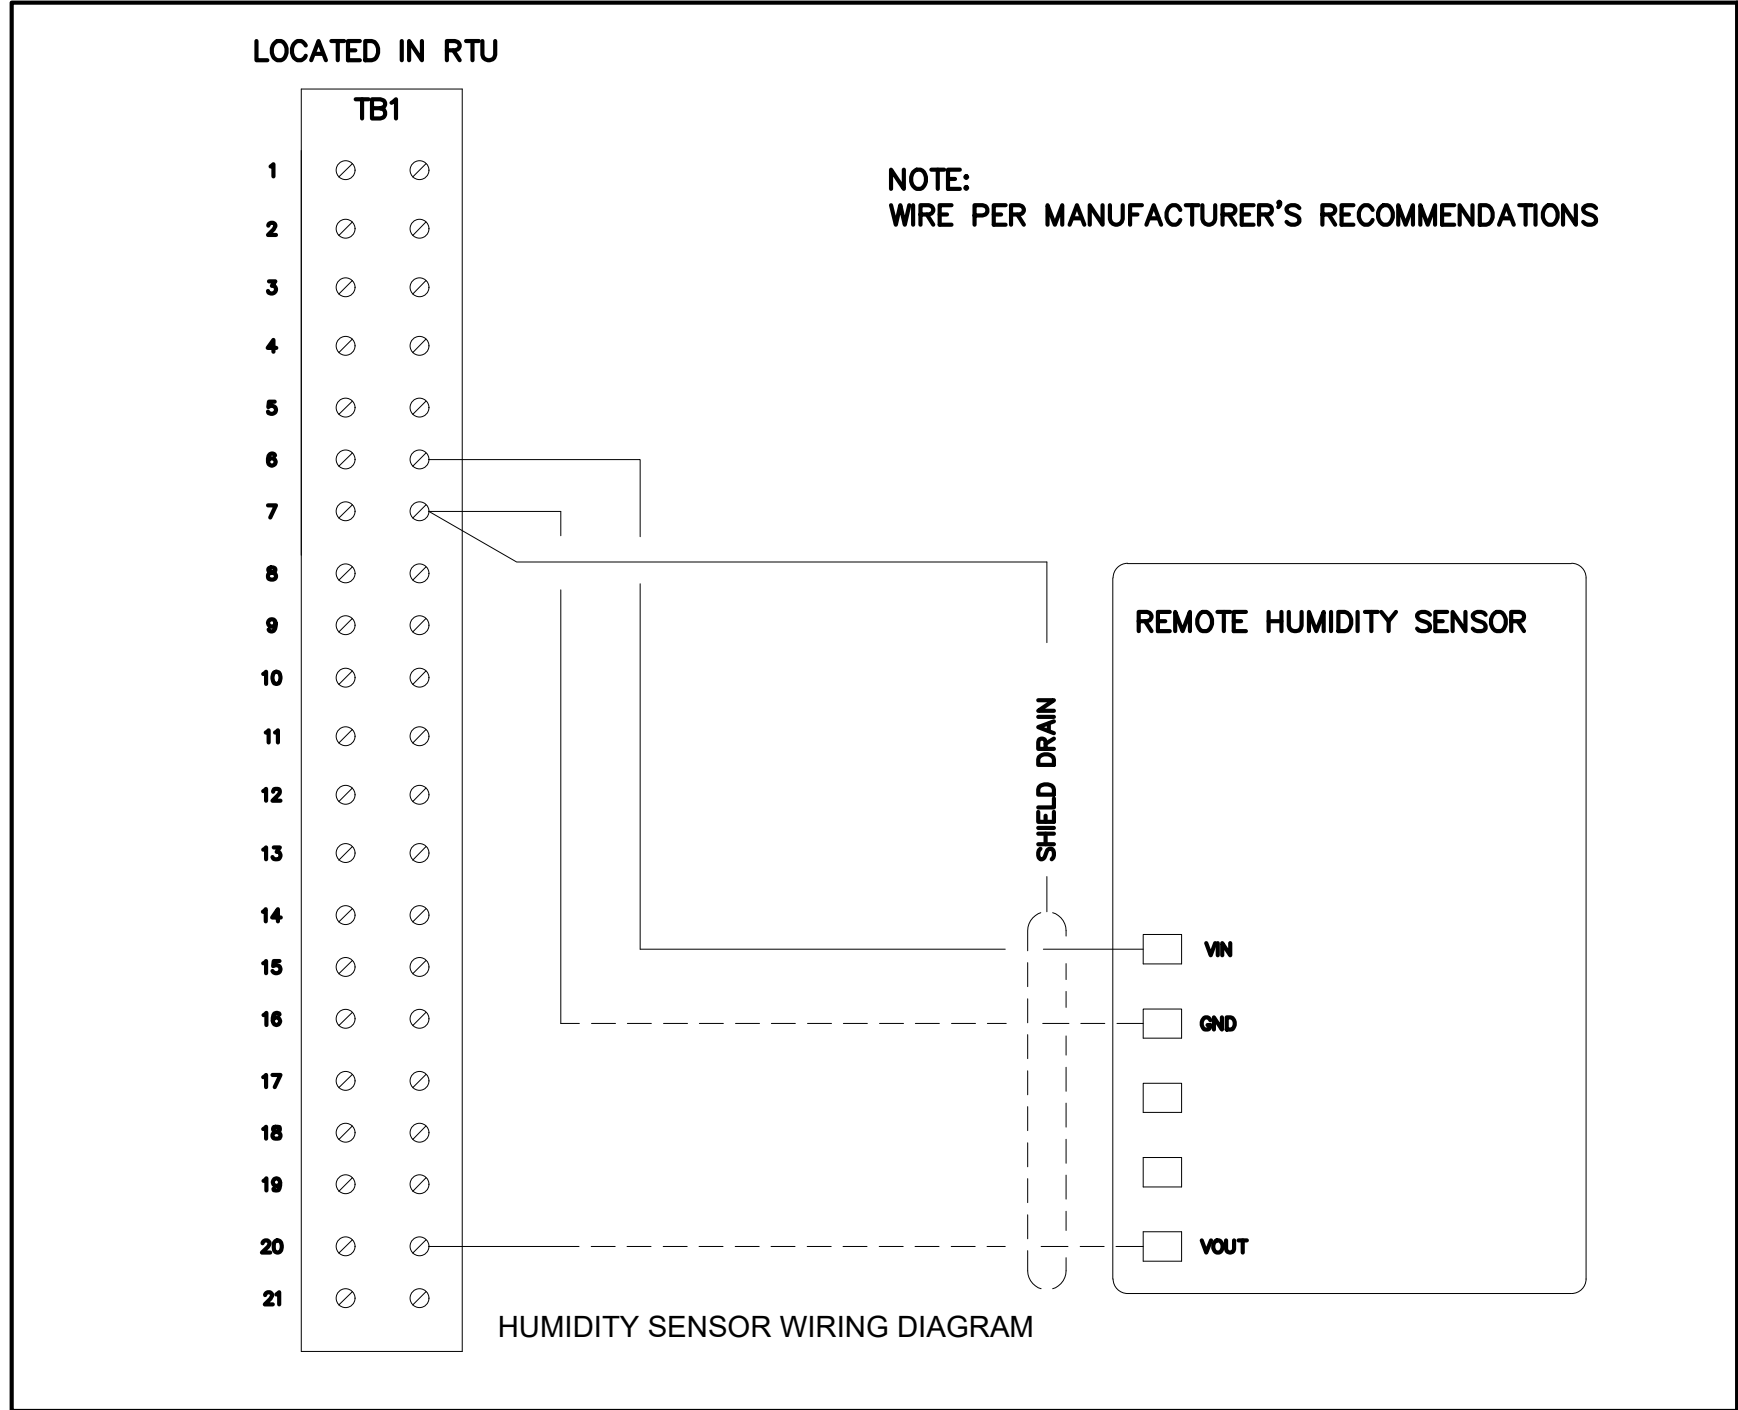 LOCATED IN RTU
TB1
1
2
3
4
5
6
7
8
9
10
11
12
13
14
15
16
17
18
19
20
21
NOTE:
WIRE PER MANUFACTURER'S RECOMMENDATIONS
SHIELD DRAIN
REMOTE HUMIDITY SENSOR
VIN
GND
VOUT
HUMIDITY SENSOR WIRING DIAGRAM